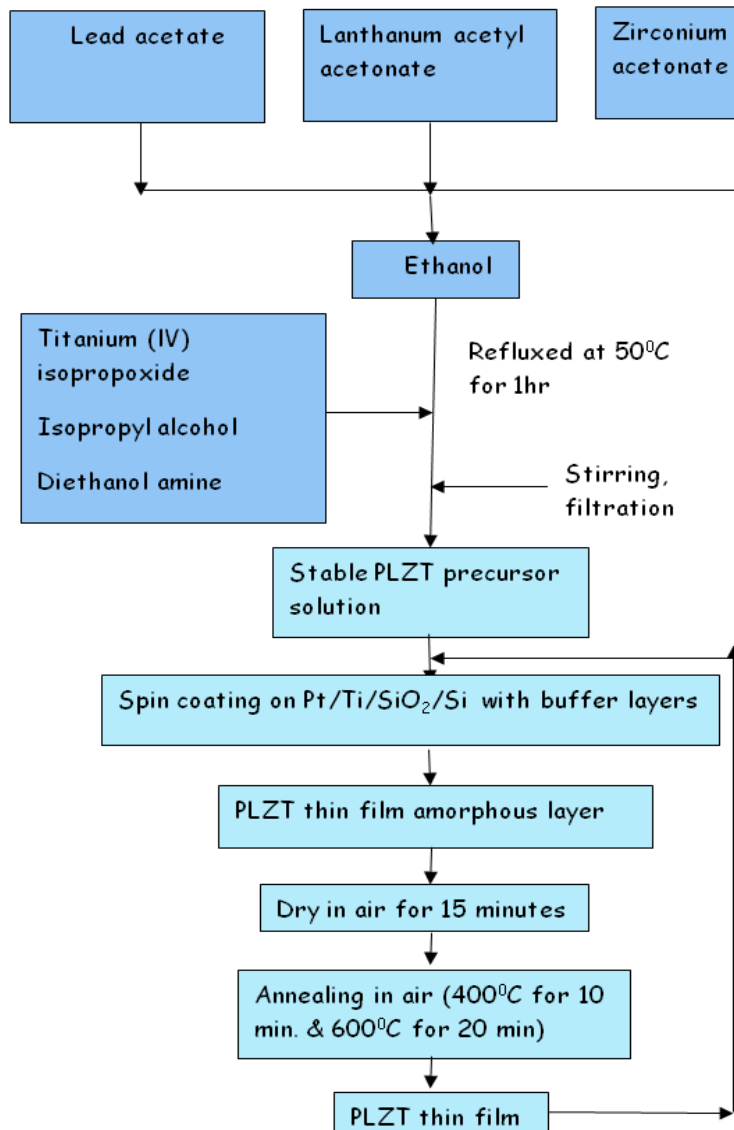 Lead acetate
Lanthanum acetyl
acetonate
Zirconium
acetonate
Ethanol
Titanium (IV)
isopropoxide
Isopropyl alcohol
Diethanol amine
Refluxed at 50⁰C
for 1hr
Stirring,
filtration
Stable PLZT precursor
solution
Spin coating on Pt/Ti/SiO₂/Si with buffer layers
PLZT thin film amorphous layer
Dry in air for 15 minutes
Annealing in air (400⁰C for 10
min. & 600⁰C for 20 min)
PLZT thin film